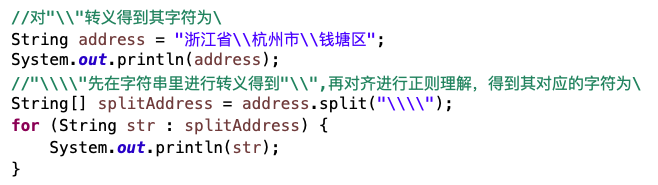 //对"\\"转义得到其字符为\
String address = "浙江省\\杭州市\\钱塘区";
System.out.println(address);
//"\\\\"先在字符串里进行转义得到"\\",再对齐进行正则理解，得到其对应的字符为\
String[] splitAddress = address.split("\\\\");
for (String str : splitAddress) {
    System.out.println(str);
}